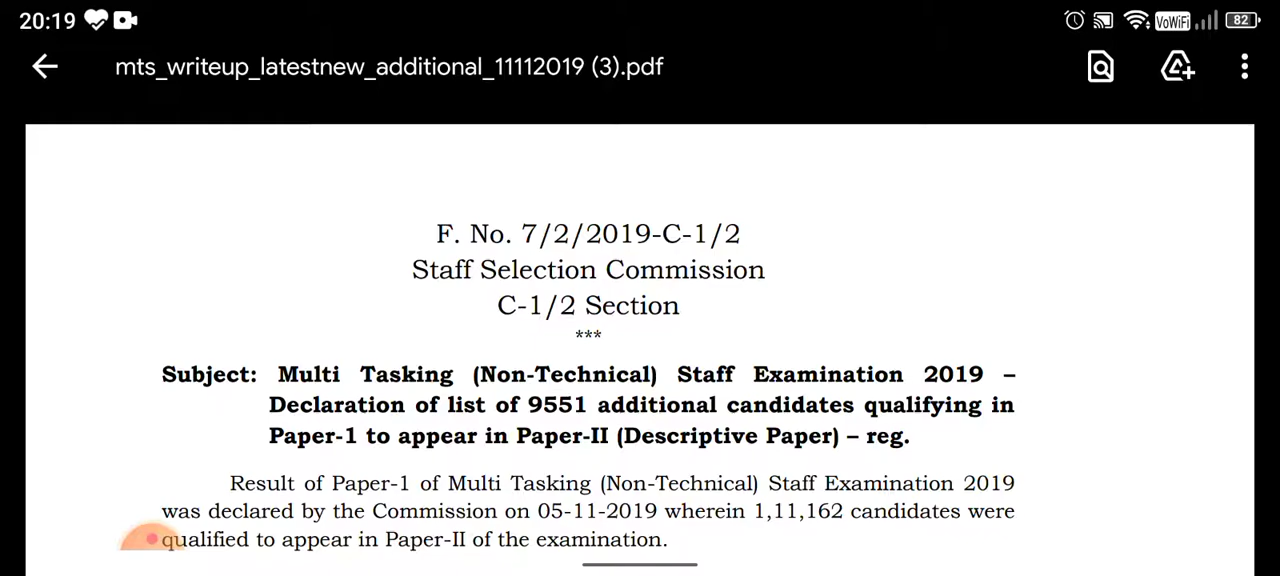 20:19 VoWiFi 82
mts_writeup_latestnew_additional_11112019 (3).pdf
F. No. 7/2/2019-C-1/2
Staff Selection Commission
C-1/2 Section
***
Subject: Multi Tasking (Non-Technical) Staff Examination 2019 –
Declaration of list of 9551 additional candidates qualifying in
Paper-1 to appear in Paper-II (Descriptive Paper) – reg.
Result of Paper-1 of Multi Tasking (Non-Technical) Staff Examination 2019
was declared by the Commission on 05-11-2019 wherein 1,11,162 candidates were
qualified to appear in Paper-II of the examination.